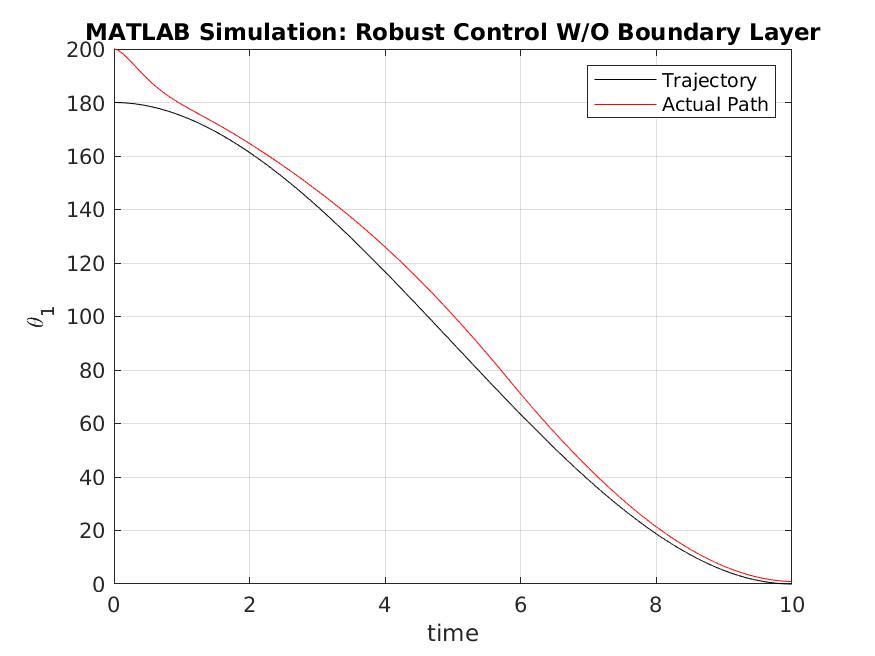 MATLAB Simulation: Robust Control W/O Boundary Layer
200
180
160
140
120
100
80
60
40
20
0
θ1
Trajectory
Actual Path
0 2 4 6 8 10
time